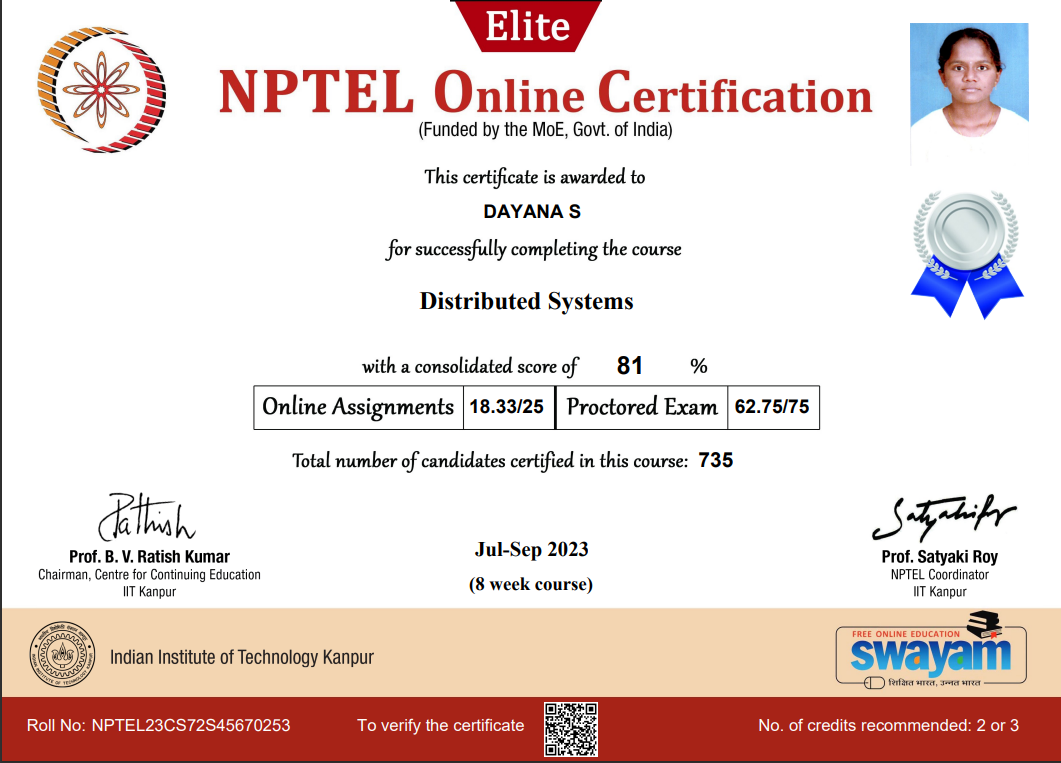 Elite
NPTEL Online Certification
(Funded by the MoE, Govt. of India)
This certificate is awarded to
DAYANA S
for successfully completing the course
Distributed Systems
with a consolidated score of 81 %
Online Assignments 18.33/25 Proctored Exam 62.75/75
Total number of candidates certified in this course: 735
Prof. B. V. Ratish Kumar
Chairman, Centre for Continuing Education
IIT Kanpur
Jul-Sep 2023
(8 week course)
Prof. Satyaki Roy
NPTEL Coordinator
IIT Kanpur
Indian Institute of Technology Kanpur
FREE ONLINE EDUCATION
swayam
शिक्षित भारत, उन्नत भारत
Roll No: NPTEL23CS72S45670253
To verify the certificate
No. of credits recommended: 2 or 3